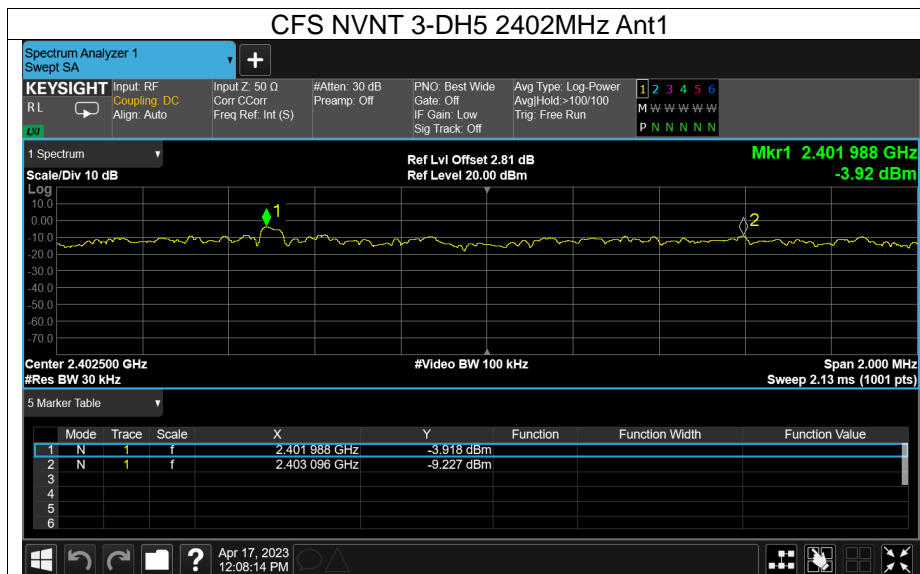 CFS NVNT 3-DH5 2402MHz Ant1
Spectrum Analyzer 1
Swept SA
KEYSIGHT
R L
LXI
Input: RF
Coupling: DC
Align: Auto
Input Z: 50 Ω
Corr CCorr
Freq Ref: Int (S)
#Atten: 30 dB
Preamp: Off
PNO: Best Wide
Gate: Off
IF Gain: Low
Sig Track: Off
Avg Type: Log-Power
Avg|Hold:>100/100
Trig: Free Run
1 2 3 4 5 6
M W W W W W
P N N N N N
1 Spectrum
Scale/Div 10 dB
Ref Lvl Offset 2.81 dB
Ref Level 20.00 dBm
Mkr1 2.401 988 GHz
-3.92 dBm
Log
10.0
0.00
-10.0
-20.0
-30.0
-40.0
-50.0
-60.0
-70.0
1
2
Center 2.402500 GHz
#Video BW 100 kHz
Span 2.000 MHz
#Res BW 30 kHz
Sweep 2.13 ms (1001 pts)
5 Marker Table
Mode Trace Scale X Y Function Function Width Function Value
1 N 1 f 2.401 988 GHz -3.918 dBm
2 N 1 f 2.403 096 GHz -9.227 dBm
3
4
5
6
?
Apr 17, 2023
12:08:14 PM